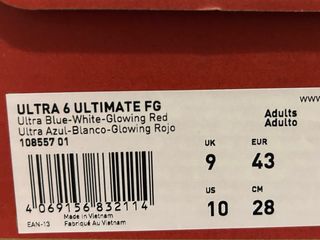 www.
ULTRA 6 ULTIMATE FG
Ultra Blue-White-Glowing Red
Ultra Azul-Blanco-Glowing Rojo
108557 01
Adults
Adulto
UK EUR
9 43
US CM
10 28
4 069156 832114
EAN-13
Made in Vietnam
Fabriqué Au Vietnam